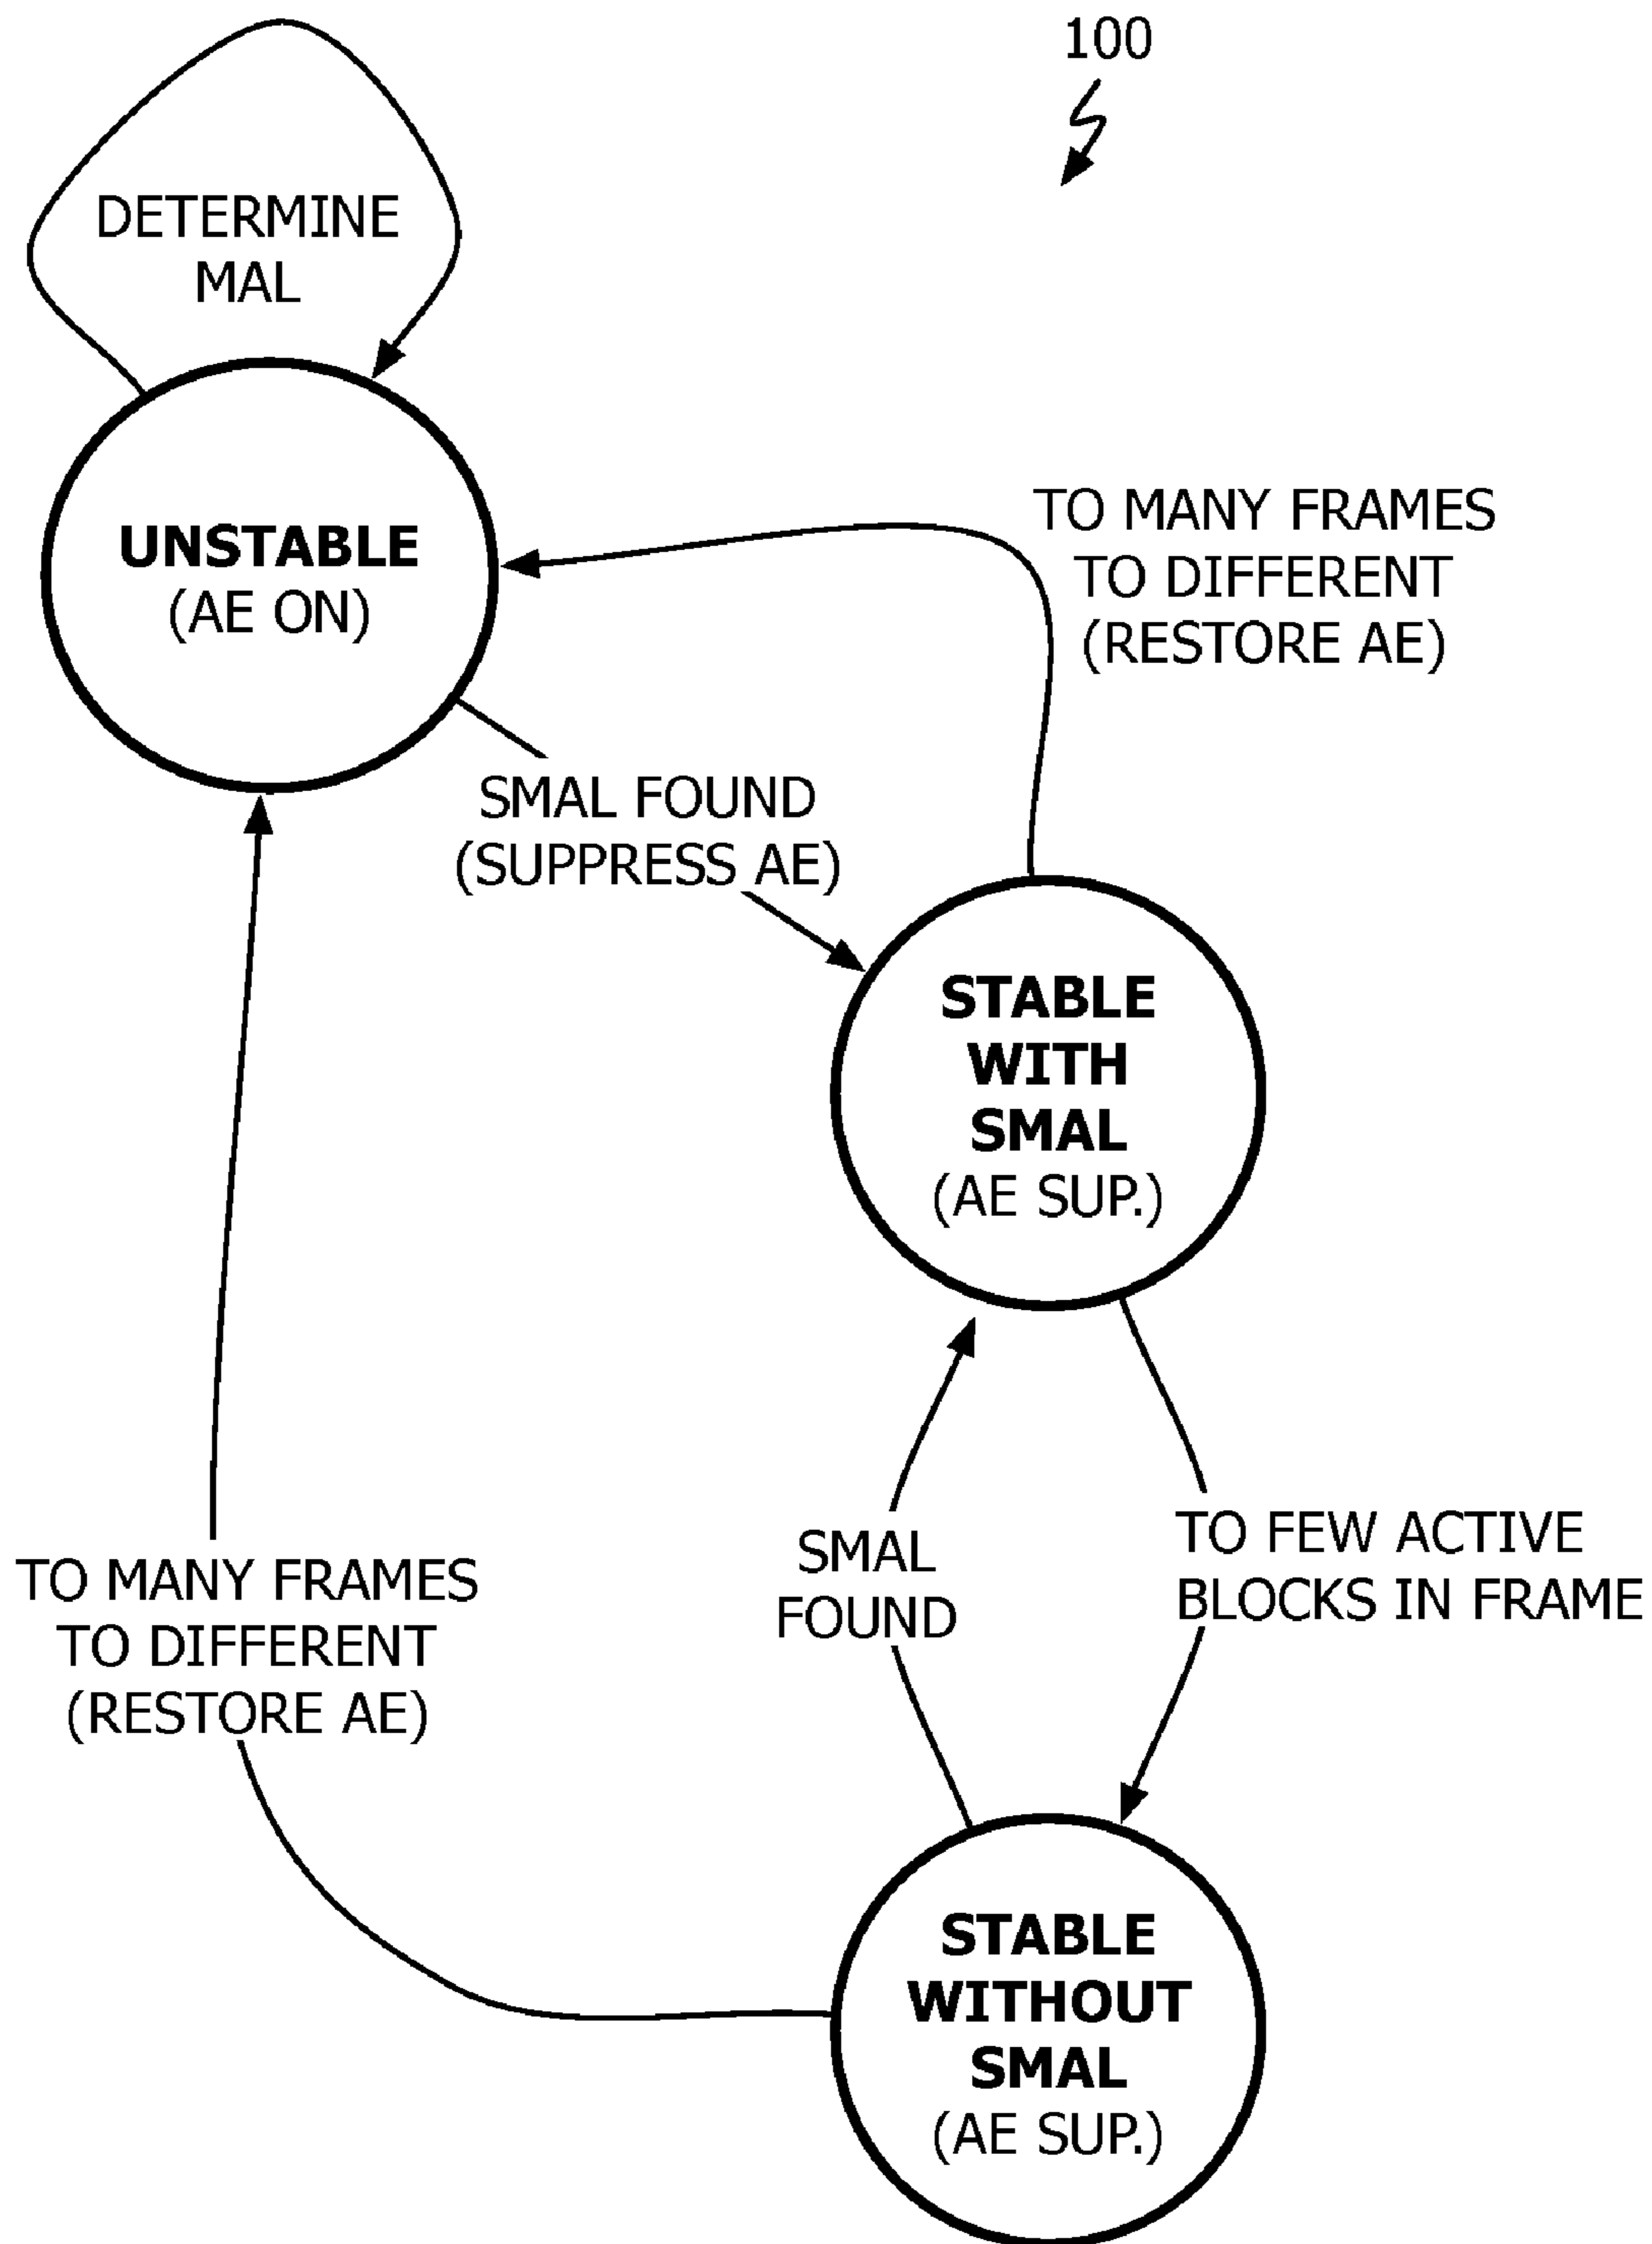 100
DETERMINE
MAL
UNSTABLE
(AE ON)
TO MANY FRAMES
TO DIFFERENT
(RESTORE AE)
SMAL FOUND
(SUPPRESS AE)
STABLE
WITH
SMAL
(AE SUP.)
TO MANY FRAMES
TO DIFFERENT
(RESTORE AE)
SMAL
FOUND
TO FEW ACTIVE
BLOCKS IN FRAME
STABLE
WITHOUT
SMAL
(AE SUP.)